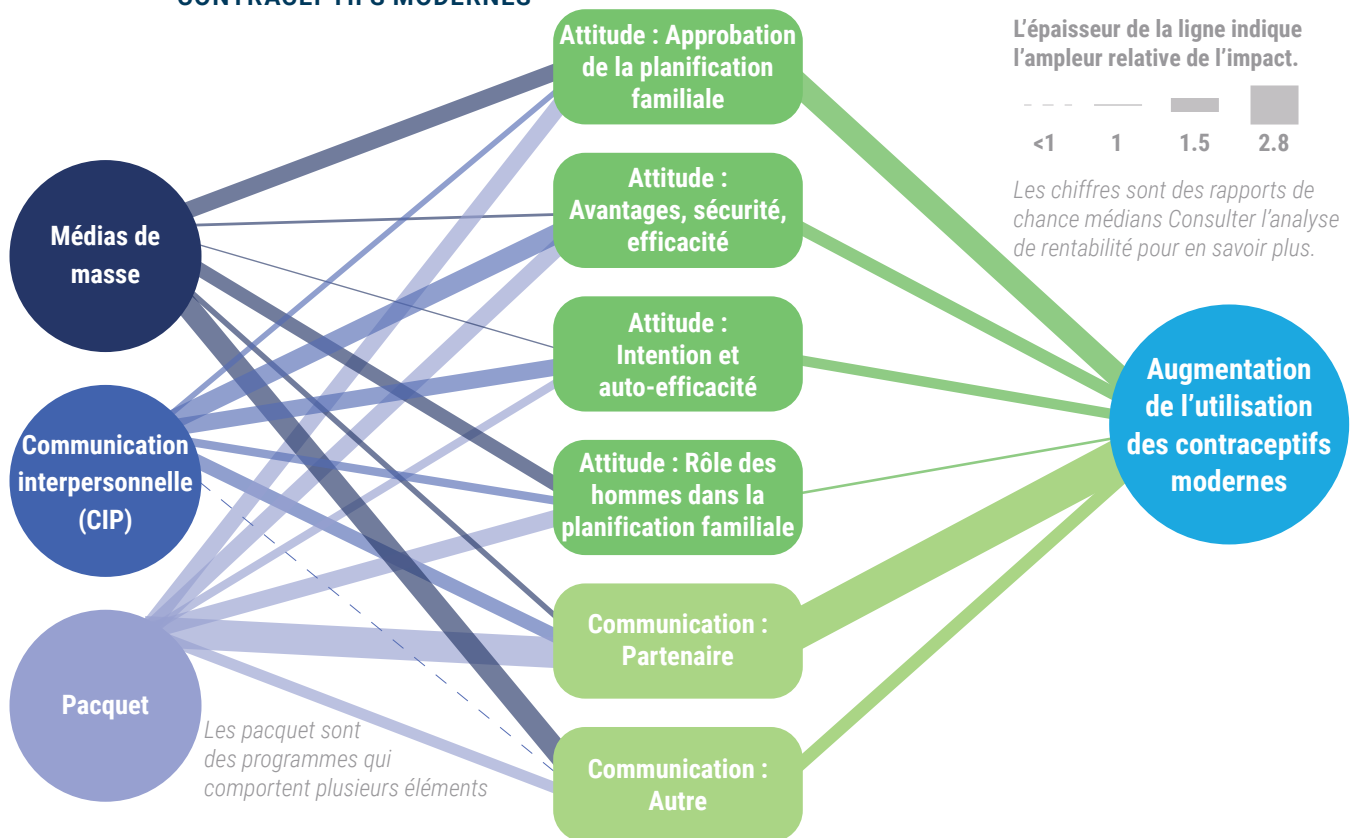 CONTRACEPTIFS MODERNES
Attitude : Approbation
de la planification
familiale
L’épaisseur de la ligne indique
l’ampleur relative de l’impact.
<1 1 1.5 2.8
Les chiffres sont des rapports de
chance médians Consulter l’analyse
de rentabilité pour en savoir plus.
Médias de
masse
Attitude :
Avantages, sécurité,
efficacité
Attitude :
Intention et
auto-efficacité
Augmentation
de l’utilisation
des contraceptifs
modernes
Communication
interpersonnelle
(CIP)
Attitude : Rôle des
hommes dans la
planification familiale
Communication :
Partenaire
Pacquet
Les pacquet sont
des programmes qui
comportent plusieurs éléments
Communication :
Autre